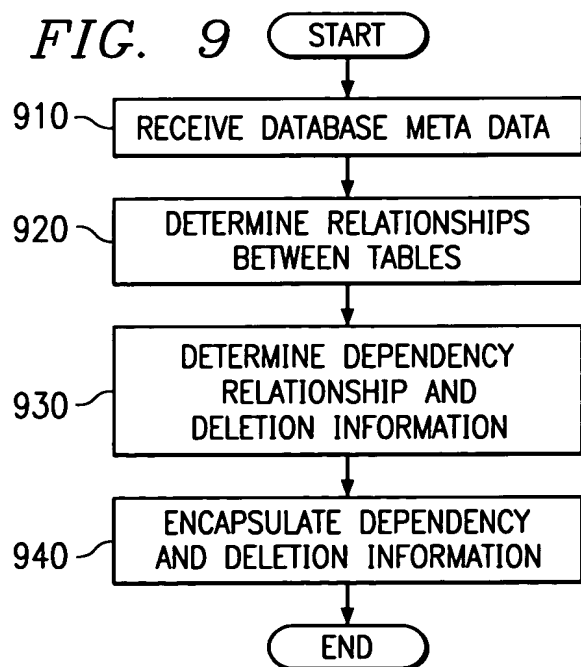 FIG. 9
START
910
RECEIVE DATABASE META DATA
920
DETERMINE RELATIONSHIPS
BETWEEN TABLES
930
DETERMINE DEPENDENCY
RELATIONSHIP AND
DELETION INFORMATION
940
ENCAPSULATE DEPENDENCY
AND DELETION INFORMATION
END